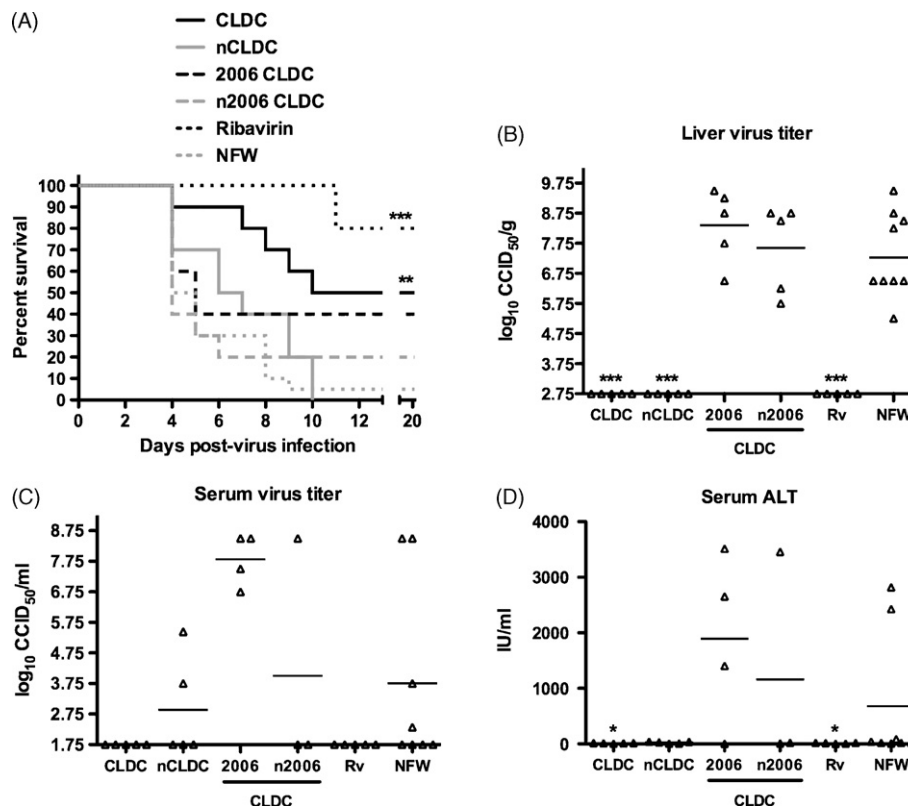 (A)
CLDC
nCLDC
2006 CLDC
n2006 CLDC
Ribavirin
NFW
Percent survival
100
90
80
70
60
50
40
30
20
10
0
***
**
0 2 4 6 8 10 12 20
Days post-virus infection
(B) Liver virus titer
log10 CCID50/g
9.75
8.75
7.75
6.75
5.75
4.75
3.75
2.75
*** *** ***
CLDC nCLDC 2006 n2006 Rv NFW
CLDC
(C) Serum virus titer
log10 CCID50/ml
8.75
7.75
6.75
5.75
4.75
3.75
2.75
1.75
CLDC nCLDC 2006 n2006 Rv NFW
CLDC
(D) Serum ALT
IU/ml
4000
3000
2000
1000
0
* *
CLDC nCLDC 2006 n2006 Rv NFW
CLDC